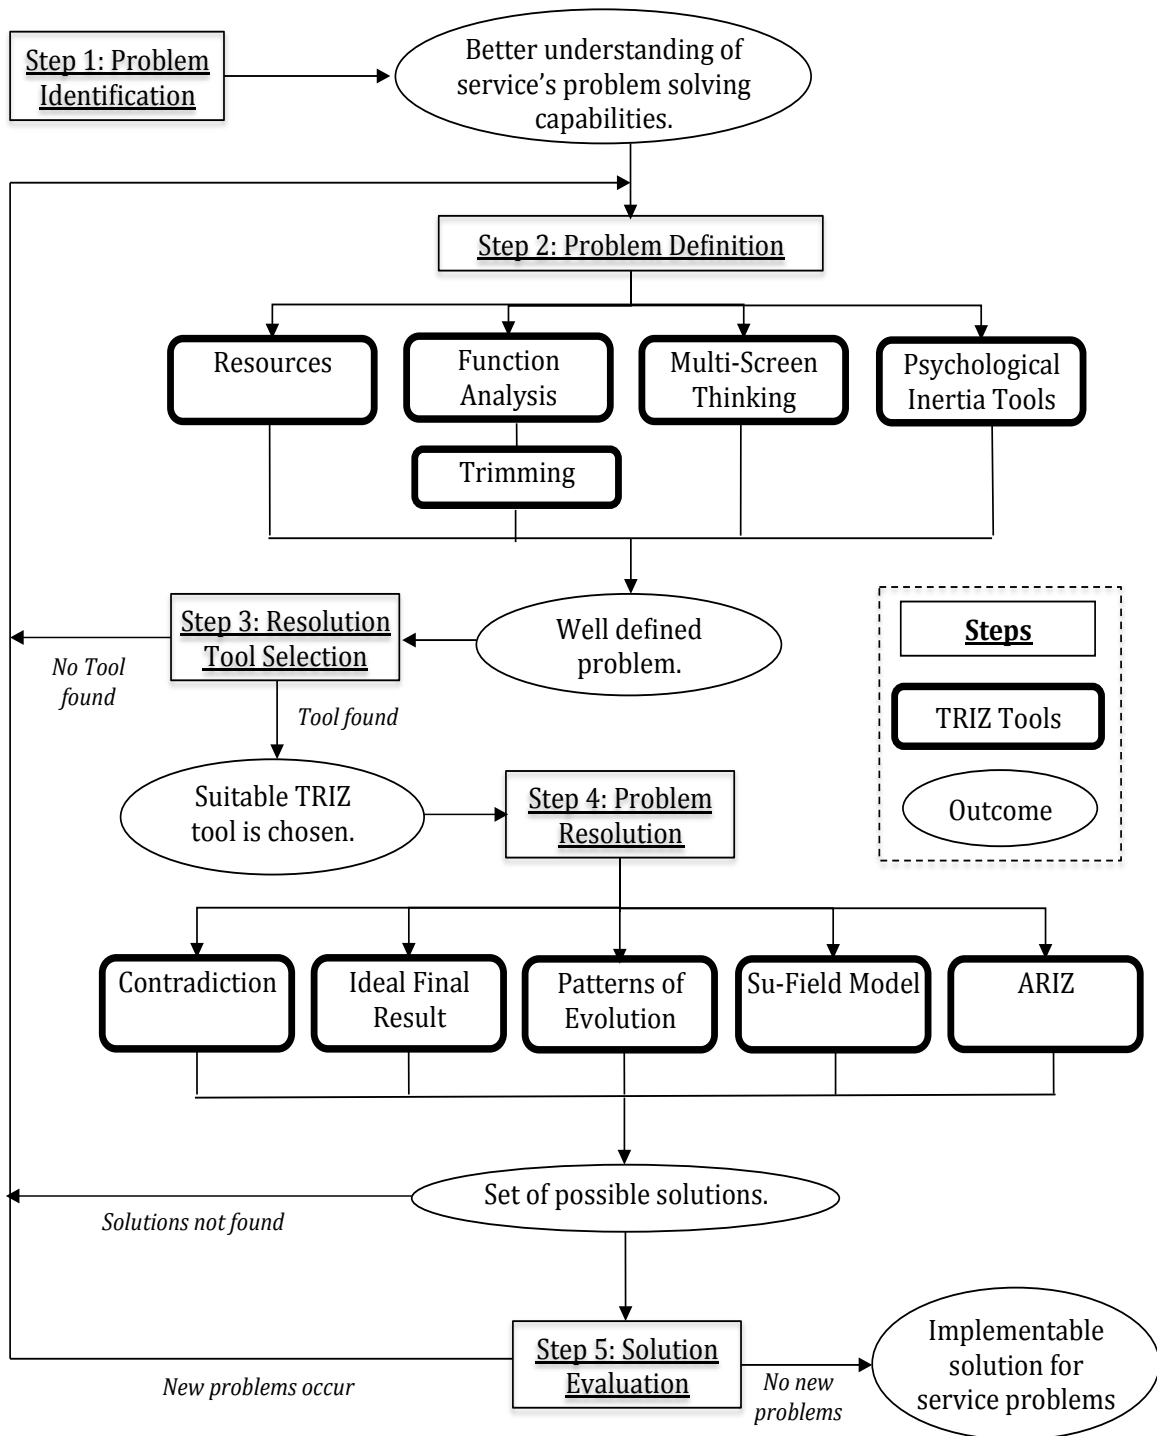 Step 1: Problem
Identification
Better understanding of
service’s problem solving
capabilities.
Step 2: Problem Definition
Resources
Function
Analysis
Multi-Screen
Thinking
Psychological
Inertia Tools
Trimming
Step 3: Resolution
Tool Selection
Well defined
problem.
No Tool
found
Tool found
Steps
TRIZ Tools
Outcome
Suitable TRIZ
tool is chosen.
Step 4: Problem
Resolution
Contradiction
Ideal Final
Result
Patterns of
Evolution
Su-Field Model
ARIZ
Set of possible solutions.
Solutions not found
Step 5: Solution
Evaluation
New problems occur
No new
problems
Implementable
solution for
service problems